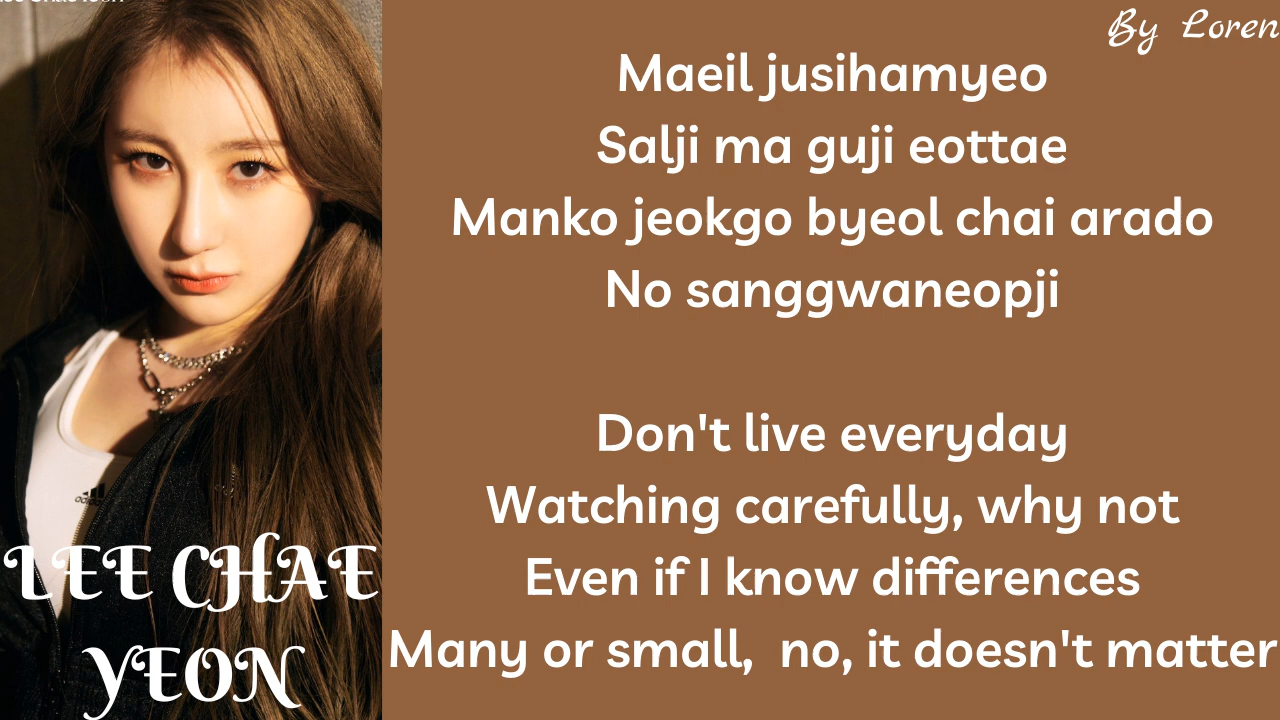 By Loren
Maeil jusihamyeo
Salji ma guji eottae
Manko jeokgo byeol chai arado
No sanggwaneopji
Don't live everyday
Watching carefully, why not
Even if I know differences
Many or small, no, it doesn't matter
LEE CHAE
YEON